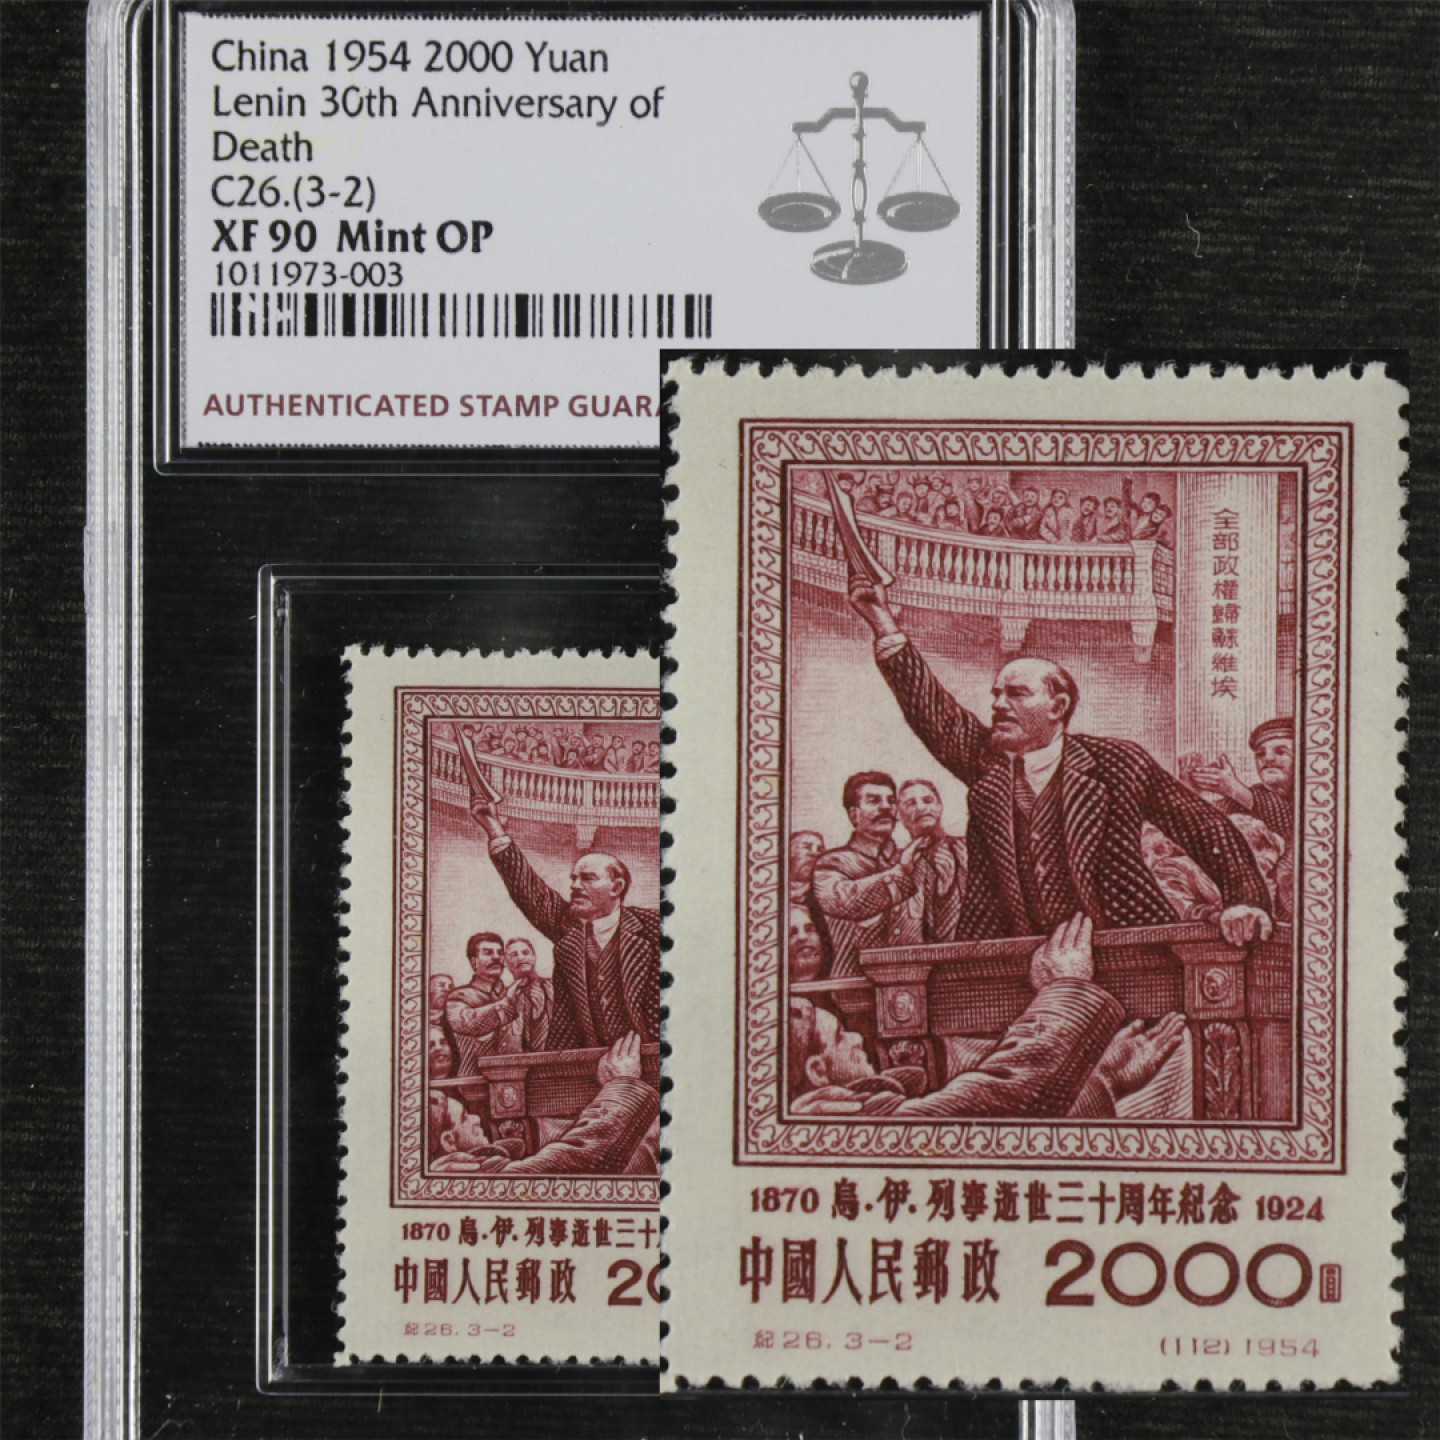 China 1954 2000 Yuan
Lenin 30th Anniversary of
Death
C26.(3-2)
XF 90 Mint OP
1011973-003
AUTHENTICATED STAMP GUARA
全部政權歸蘇維埃
1870 烏·伊·列寧逝世三十周年紀念 1924
中國人民郵政 2000圓
紀26.3-2 (112) 1954
1870 烏·伊·列寧逝世三十
中國人民郵政 20
紀26.3-2